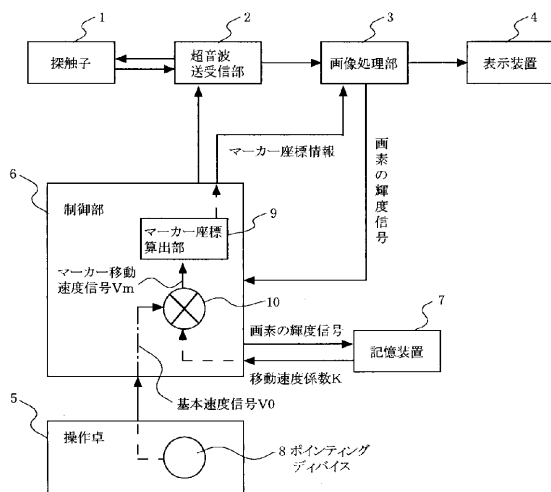 1
2
3
4
探触子
超音波
送受信部
画像処理部
表示装置
マーカー座標情報
画素の輝度信号
6
制御部
9
マーカー座標
算出部
マーカー移動
速度信号Vm
10
画素の輝度信号
7
記憶装置
移動速度係数K
基本速度信号V0
5
操作卓
8 ポインティング
ディバイス